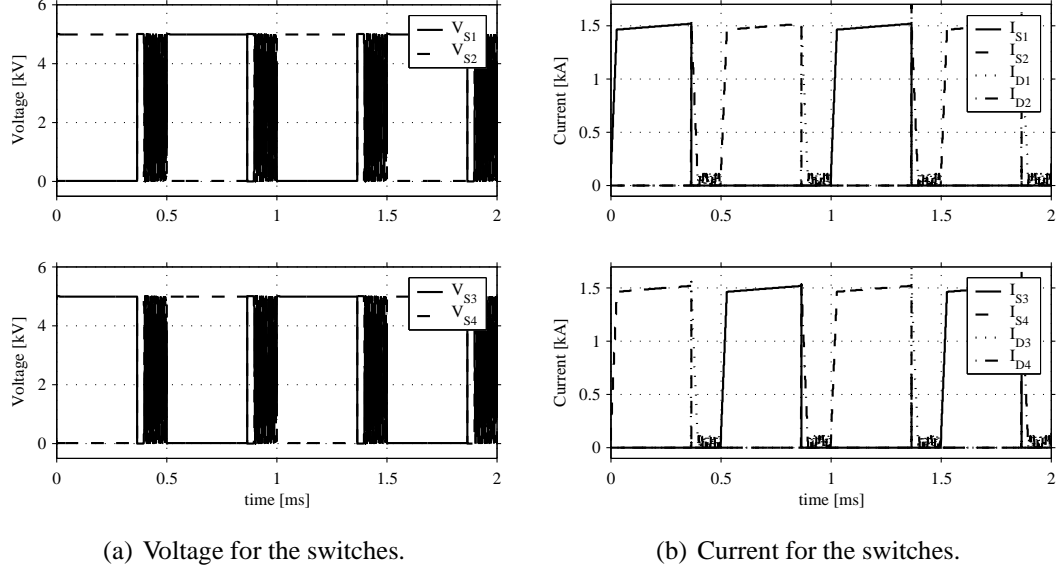 6
4
2
0
Voltage [kV]
V_S1
V_S2
0 0.5 1 1.5 2
6
4
2
0
Voltage [kV]
V_S3
V_S4
0 0.5 1 1.5 2
time [ms]
(a) Voltage for the switches.
1.5
1
0.5
0
Current [kA]
I_S1
I_S2
I_D1
I_D2
0 0.5 1 1.5 2
1.5
1
0.5
0
Current [kA]
I_S3
I_S4
I_D3
I_D4
0 0.5 1 1.5 2
time [ms]
(b) Current for the switches.